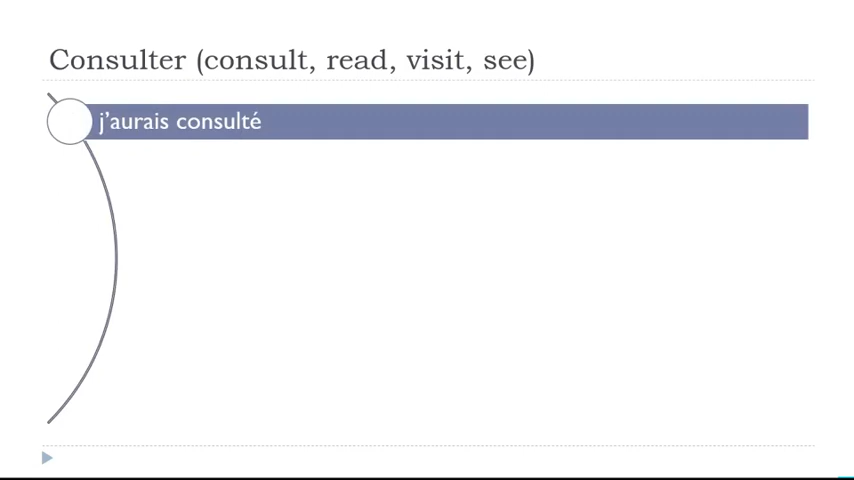 Consulter (consult, read, visit, see)
j’aurais consulté